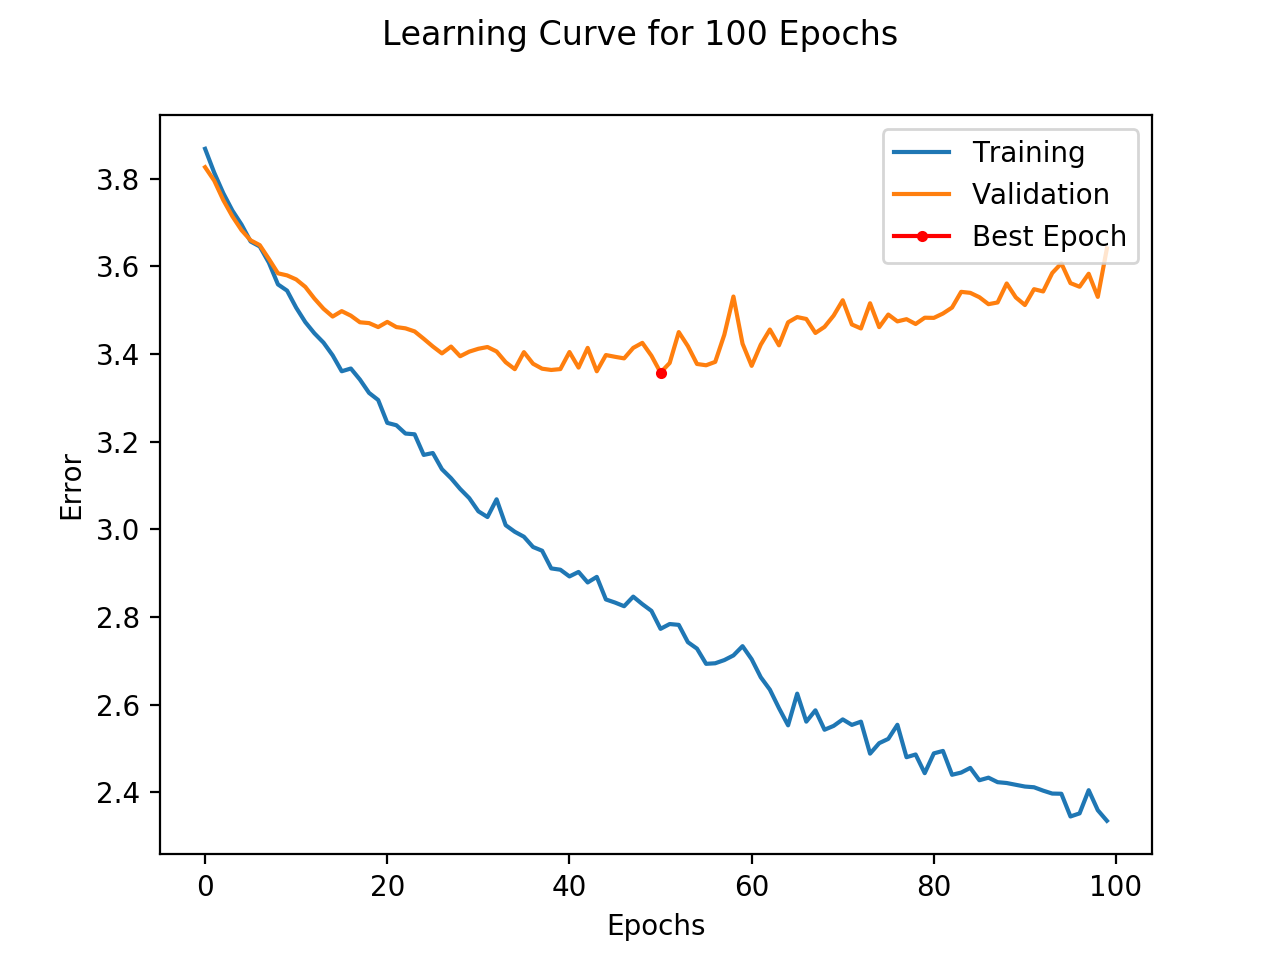 Learning Curve for 100 Epochs
Training
Validation
Best Epoch
3.8
3.6
3.4
3.2
3.0
2.8
2.6
2.4
Error
0 20 40 60 80 100
Epochs